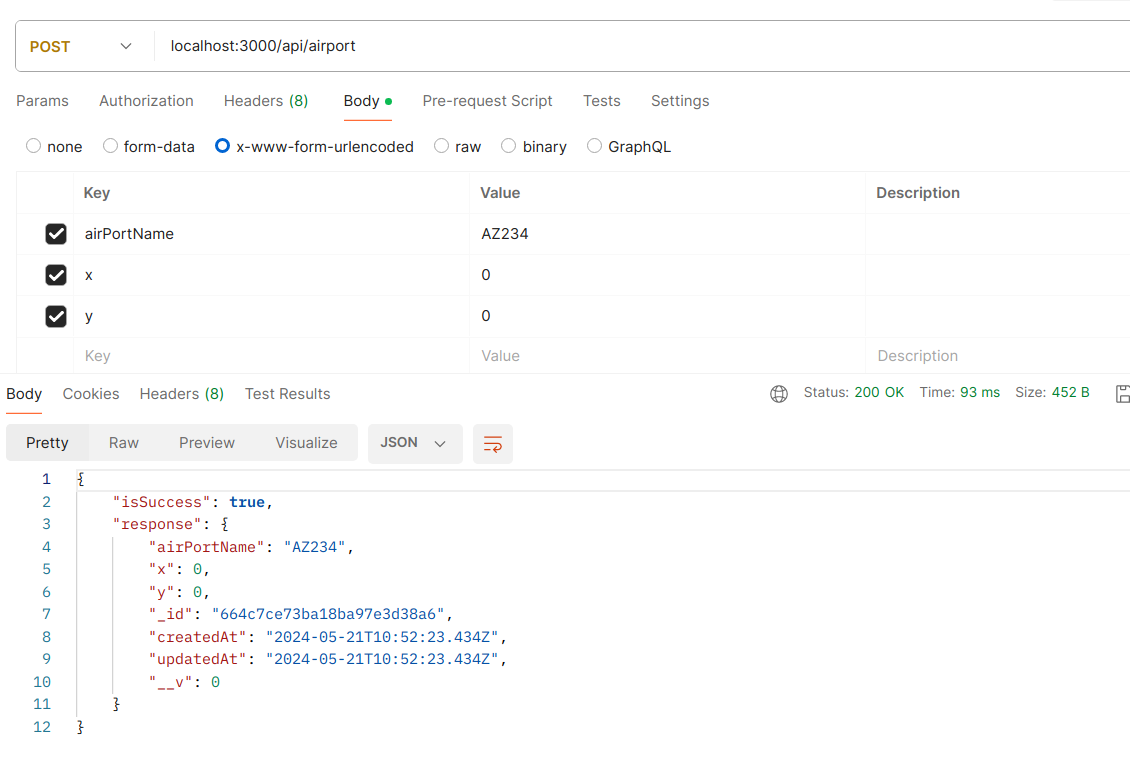 POST localhost:3000/api/airport
Params Authorization Headers (8) Body Pre-request Script Tests Settings
none form-data x-www-form-urlencoded raw binary GraphQL
Key Value Description
airPortName AZ234
x 0
y 0
Key Value Description
Body Cookies Headers (8) Test Results Status: 200 OK Time: 93 ms Size: 452 B
Pretty Raw Preview Visualize JSON
1 {
2 "isSuccess": true,
3 "response": {
4 "airPortName": "AZ234",
5 "x": 0,
6 "y": 0,
7 "_id": "664c7ce73ba18ba97e3d38a6",
8 "createdAt": "2024-05-21T10:52:23.434Z",
9 "updatedAt": "2024-05-21T10:52:23.434Z",
10 "__v": 0
11 }
12 }